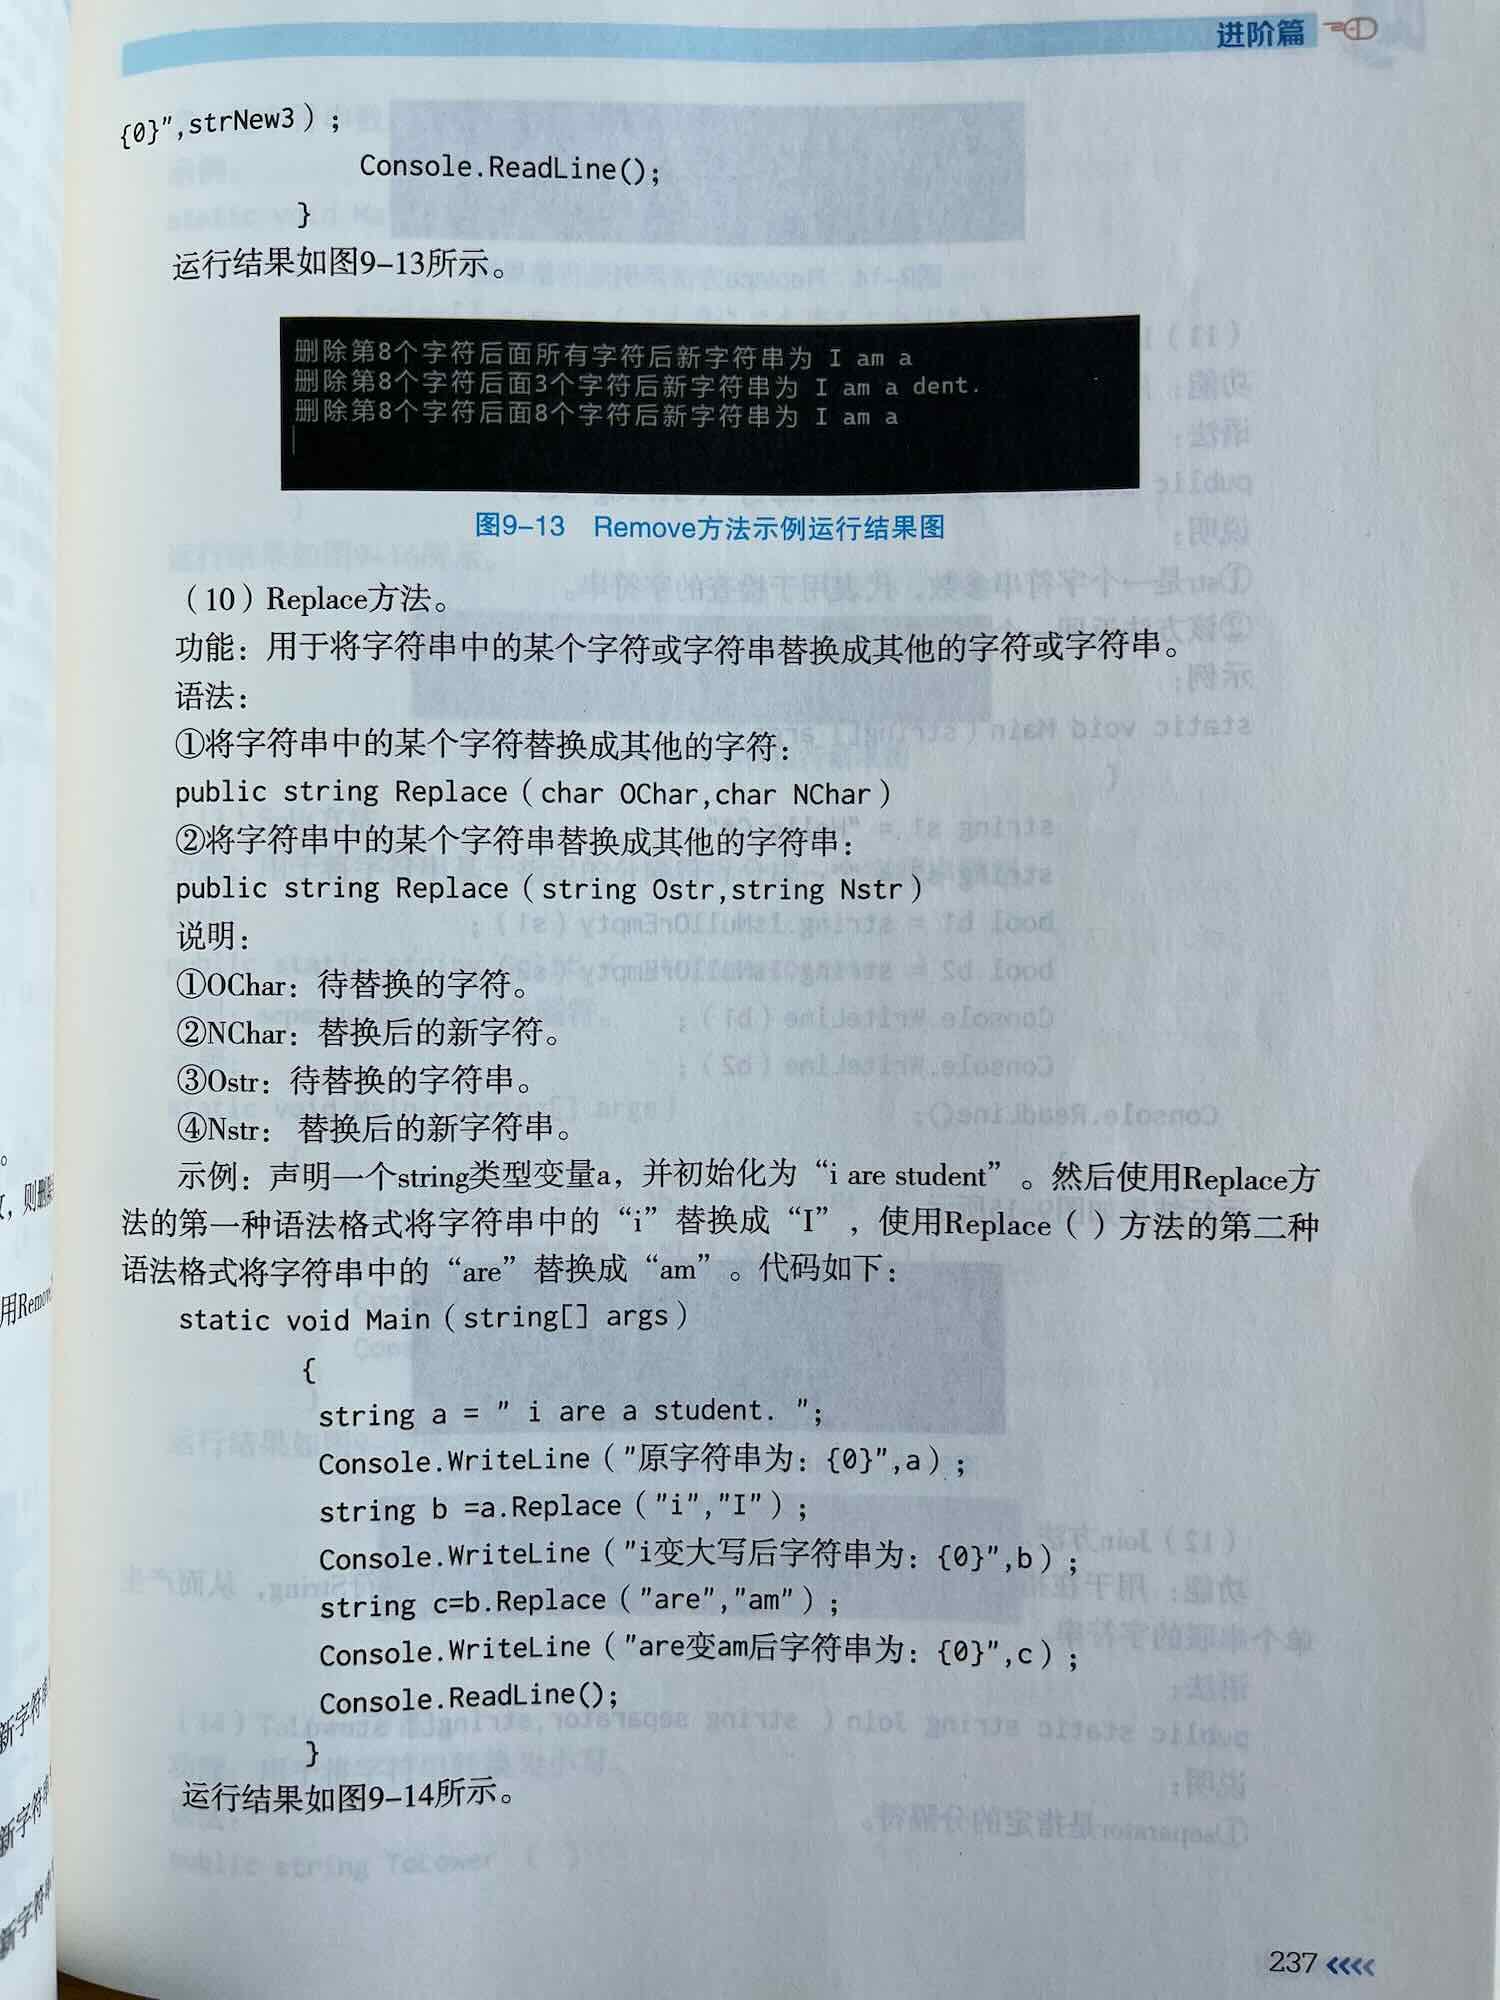 进阶篇
{0}",strNew3）;
Console.ReadLine();
}
运行结果如图9-13所示。
删除第8个字符后面所有字符后新字符串为 I am a
删除第8个字符后面3个字符后新字符串为 I am a dent.
删除第8个字符后面8个字符后新字符串为 I am a
图9-13 Remove方法示例运行结果图
（10）Replace方法。
功能：用于将字符串中的某个字符或字符串替换成其他的字符或字符串。
语法：
①将字符串中的某个字符替换成其他的字符：
public string Replace（char OChar,char NChar）
②将字符串中的某个字符串替换成其他的字符串：
public string Replace（string Ostr,string Nstr）
说明：
①OChar：待替换的字符。
②NChar：替换后的新字符。
③Ostr：待替换的字符串。
④Nstr： 替换后的新字符串。
示例：声明一个string类型变量a，并初始化为“i are student”。然后使用Replace方
法的第一种语法格式将字符串中的“i”替换成“I”，使用Replace（）方法的第二种
语法格式将字符串中的“are”替换成“am”。代码如下：
static void Main（string[] args）
{
string a = " i are a student. ";
Console.WriteLine（"原字符串为：{0}",a）;
string b =a.Replace（"i","I"）;
Console.WriteLine（"i变大写后字符串为：{0}",b）;
string c=b.Replace（"are","am"）;
Console.WriteLine（"are变am后字符串为：{0}",c）;
Console.ReadLine();
}
运行结果如图9-14所示。
237